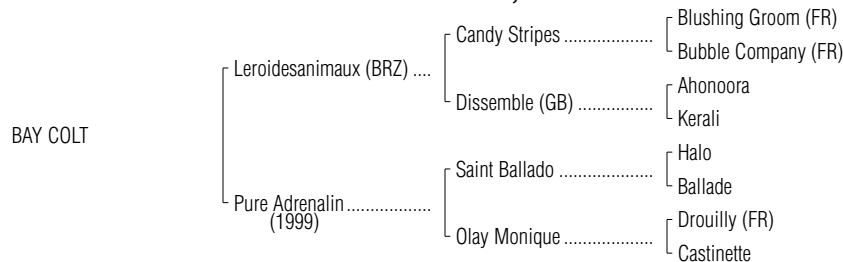 Blushing Groom (FR)
Candy Stripes ....................
Bubble Company (FR)
Leroidesanimaux (BRZ) ....
Ahonoora
Dissemble (GB) .................
Kerali
BAY COLT
Halo
Saint Ballado .....................
Ballade
Pure Adrenalin ..................
(1999)
Drouilly (FR)
Olay Monique ....................
Castinette